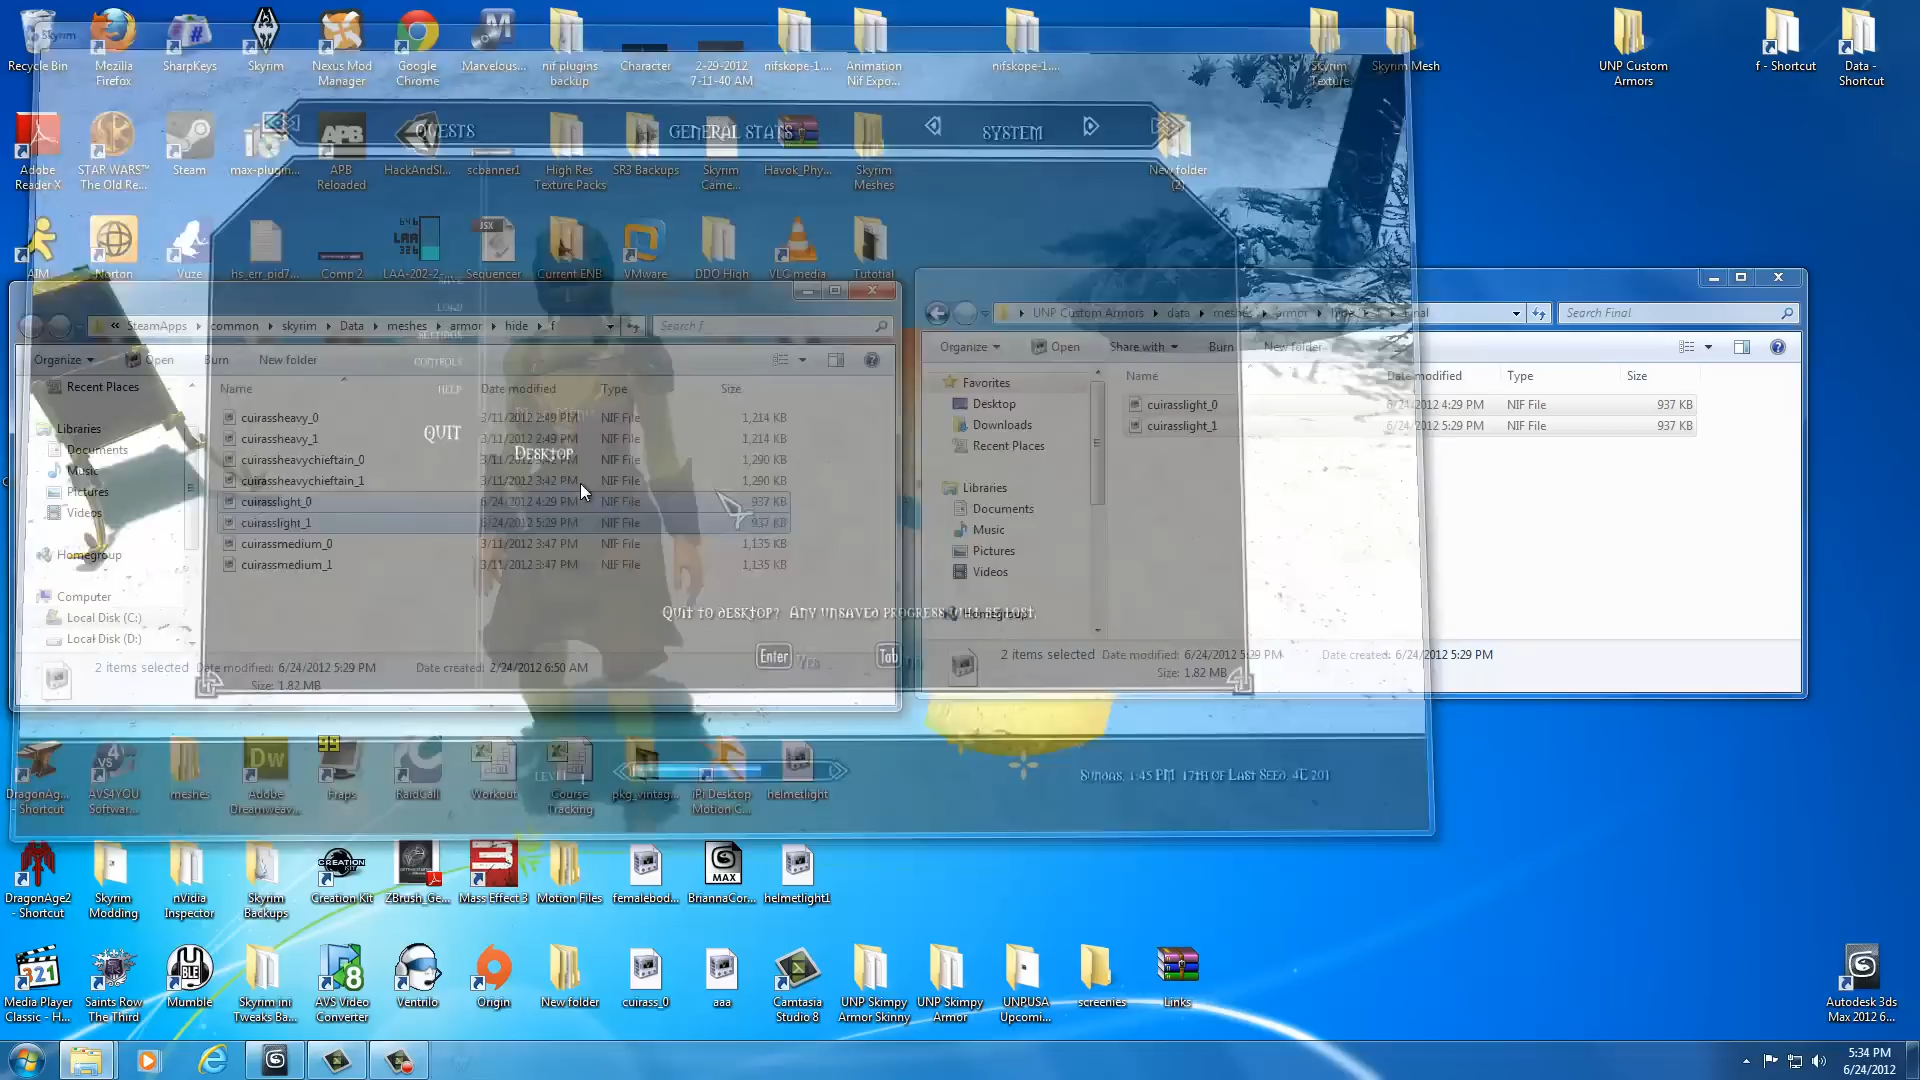 Skyrim
Recycle Bin
Mozilla Firefox
SharpKeys
Skyrim
Nexus Mod Manager
Google Chrome
Marvelous...
nif plugins backup
Character
2-29-2012 7-11-40 AM
nifskope-1....
Animation Nif Expo...
nifskope-1....
Skyrim Texture
Skyrim Mesh
UNP Custom Armors
f - Shortcut
Data - Shortcut
QUESTS
GENERAL STATS
SYSTEM
Adobe Reader X
STAR WARS™ The Old Re...
Steam
max-plugin...
APB Reloaded
HackAndSl...
scbanner1
High Res Texture Packs
SR3 Backups
Skyrim Came...
Havok_Phy...
Skyrim Meshes
New folder (2)
AIM
Norton
Vuze
hs_err_pid7...
Comp 2
LAA-202-2-...
Sequencer
Current ENB
VMware
DDO High
VLC media
Tutorial
« SteamApps common skyrim Data meshes armor hide f
Search f
Organize Open Burn New folder
Name Date modified Type Size
Recent Places
Libraries
Documents
Music
Pictures
Videos
Homegroup
Computer
Local Disk (C:)
Local Disk (D:)
cuirassheavy_0 3/11/2012 2:49 PM NIF File 1,214 KB
cuirassheavy_1 3/11/2012 2:49 PM NIF File 1,214 KB
cuirassheavychieftain_0 3/11/2012 3:42 PM NIF File 1,290 KB
cuirassheavychieftain_1 3/11/2012 3:42 PM NIF File 1,290 KB
cuirasslight_0 6/24/2012 4:29 PM NIF File 937 KB
cuirasslight_1 6/24/2012 5:29 PM NIF File 937 KB
cuirassmedium_0 3/11/2012 3:47 PM NIF File 1,135 KB
cuirassmedium_1 3/11/2012 3:47 PM NIF File 1,135 KB
2 items selected Date modified: 6/24/2012 5:29 PM Date created: 2/24/2012 6:50 AM
Size: 1.82 MB
CONTROLS
HELP
QUIT
DESKTOP
QUIT TO DESKTOP? ANY UNSAVED PROGRESS WILL BE LOST.
Enter Yes Tab
UNP Custom Armors data meshes armor
Search Final
Organize Open Share with Burn New folder
Name Date modified Type Size
Favorites
Desktop
Downloads
Recent Places
Libraries
Documents
Music
Pictures
Videos
Homegroup
cuirasslight_0 6/24/2012 4:29 PM NIF File 937 KB
cuirasslight_1 6/24/2012 5:29 PM NIF File 937 KB
2 items selected Date modified: 6/24/2012 5:29 PM Date created: 6/24/2012 5:29 PM
Size: 1.82 MB
LEVEL 1
SUNDAS, 1:45 PM, 17TH OF LAST SEED, 4E 201
DragonAg... - Shortcut
AVS4YOU Softwar...
meshes
Adobe Dreamweav...
Fraps
RaidCall
Workout
Course Tracking
pkg_vintag...
iPi Desktop Motion C...
helmetlight
DragonAge2 - Shortcut
Skyrim Modding
nVidia Inspector
Skyrim Backups
Creation Kit
ZBrush_Ge...
Mass Effect 3
Motion Files
femalebod...
BriannaCor...
helmetlight1
Media Player Classic - H...
Saints Row The Third
Mumble
Skyrim ini Tweaks Ba...
AVS Video Converter
Ventrilo
Origin
New folder
cuirass_0
aaa
Camtasia Studio 8
UNP Skimpy Armor Skinny
UNP Skimpy Armor
UNPUSA Upcomi...
screenies
Links
Autodesk 3ds Max 2012 6...
5:34 PM
6/24/2012